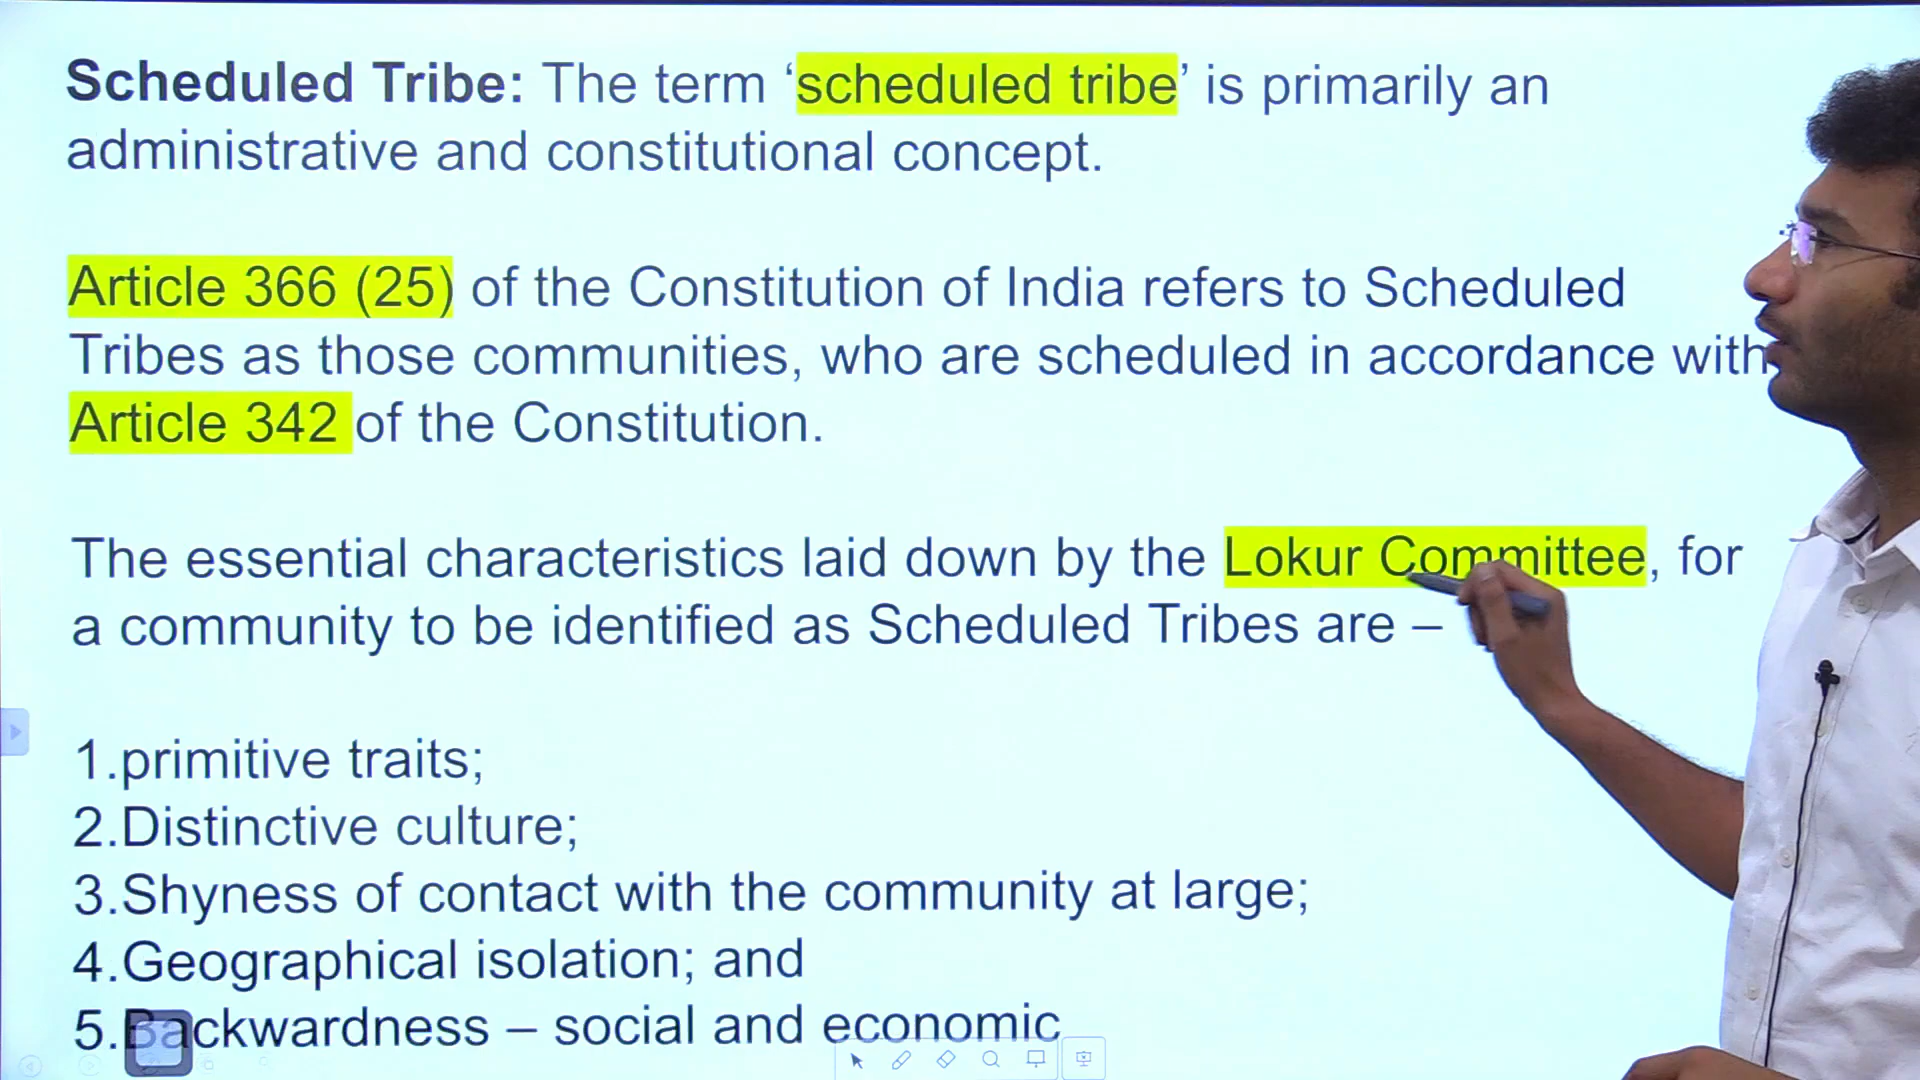 Scheduled Tribe: The term ‘scheduled tribe’ is primarily an
administrative and constitutional concept.
Article 366 (25) of the Constitution of India refers to Scheduled
Tribes as those communities, who are scheduled in accordance with
Article 342 of the Constitution.
The essential characteristics laid down by the Lokur Committee, for
a community to be identified as Scheduled Tribes are –
1.primitive traits;
2.Distinctive culture;
3.Shyness of contact with the community at large;
4.Geographical isolation; and
5.Backwardness – social and economic